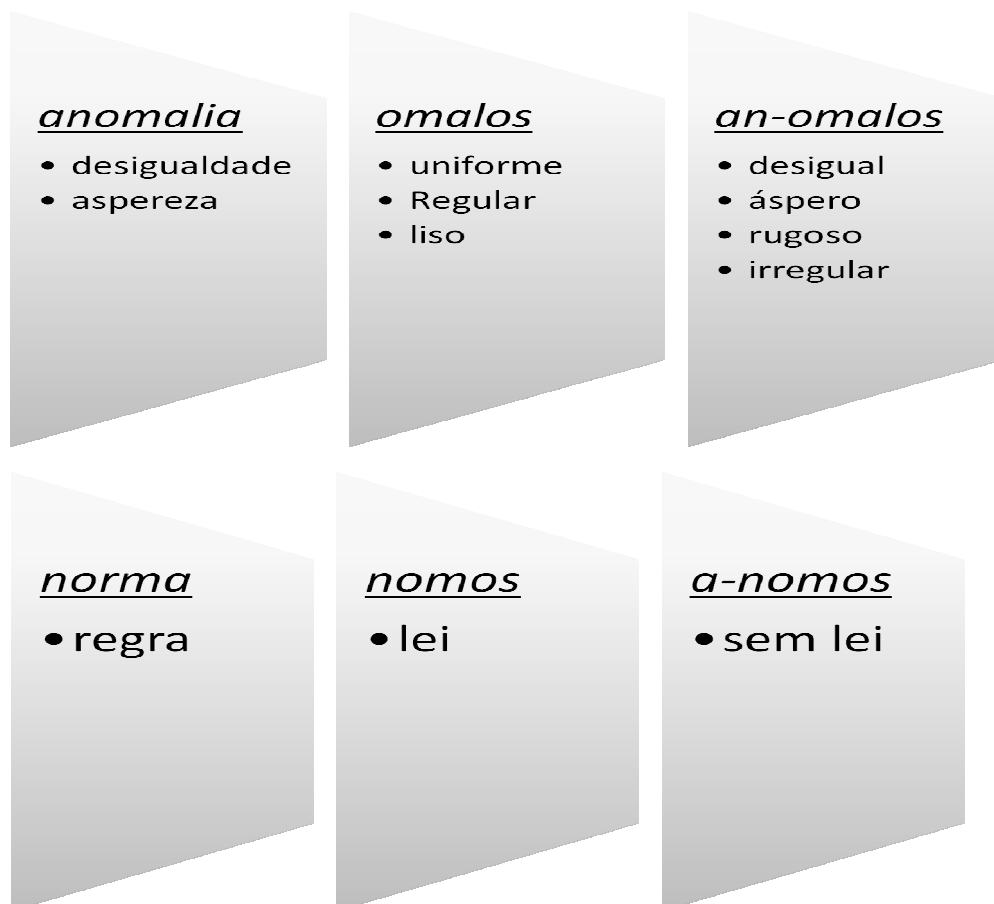 anomalia
• desigualdade
• aspereza
omalos
• uniforme
• Regular
• liso
an-omalos
• desigual
• áspero
• rugoso
• irregular
norma
• regra
nomos
• lei
a-nomos
• sem lei